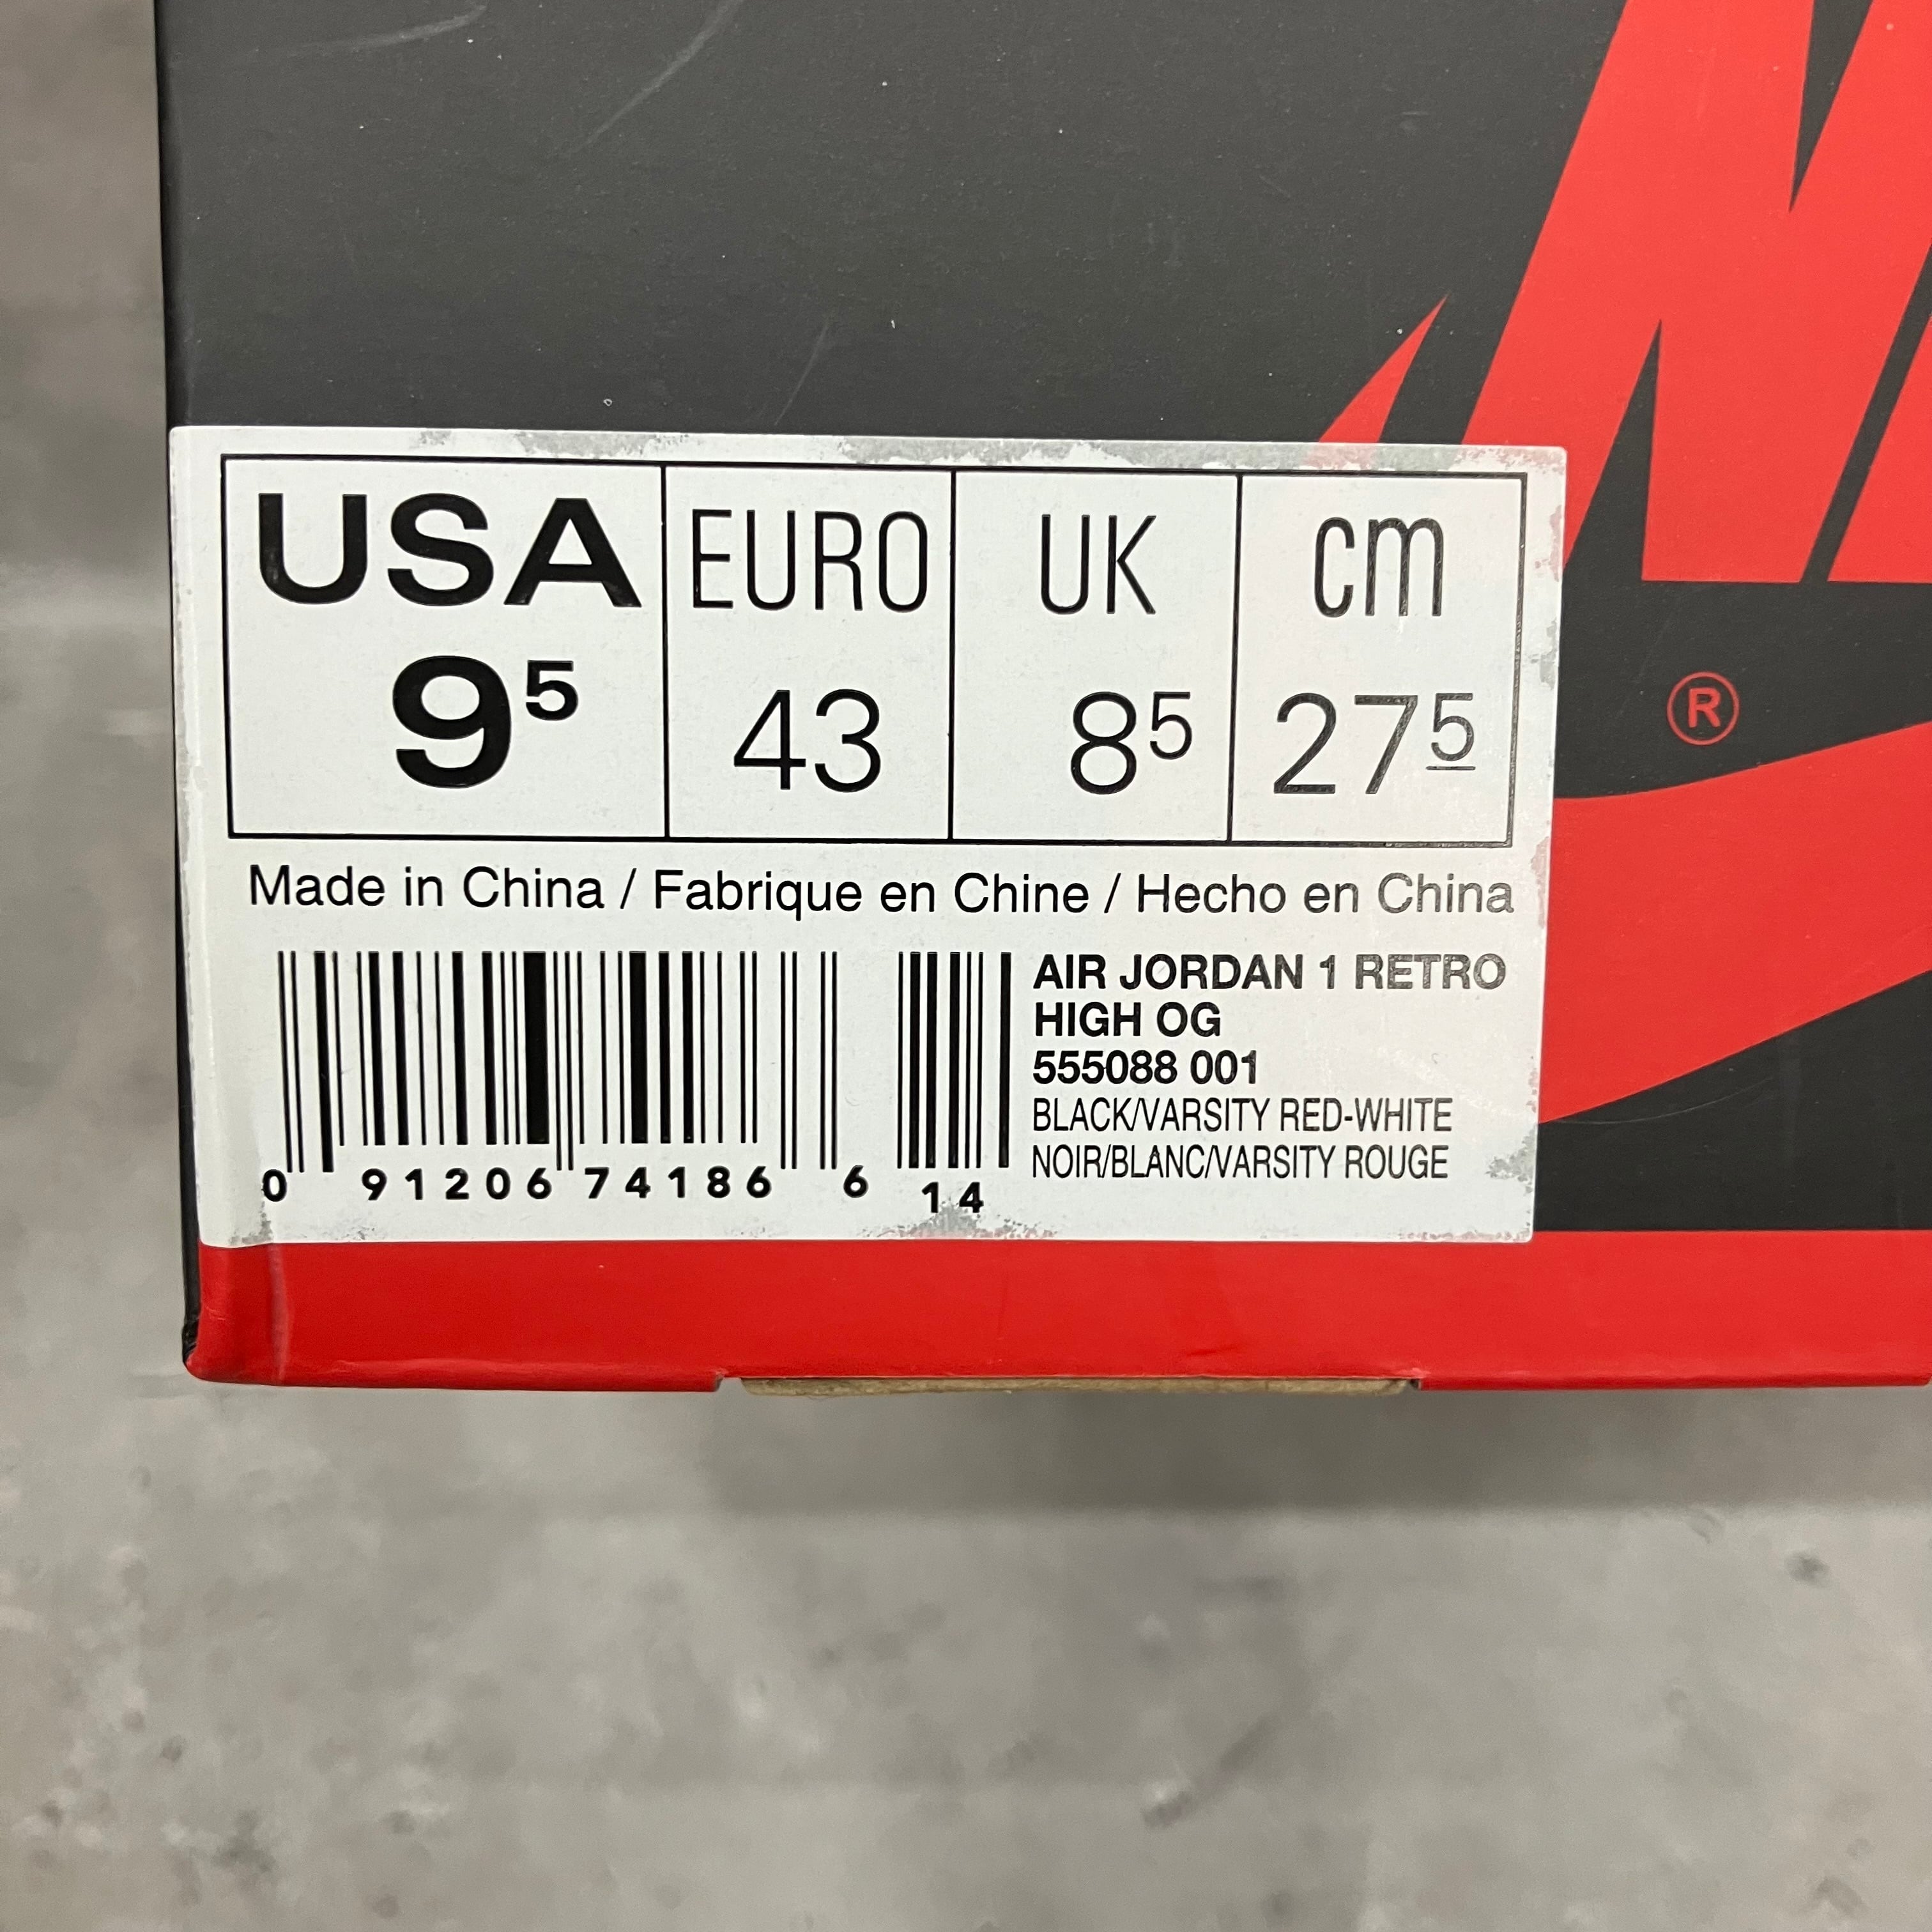 USA EURO UK cm
9⁵ 43 8⁵ 27⁵
Made in China / Fabrique en Chine / Hecho en China
AIR JORDAN 1 RETRO
HIGH OG
555088 001
BLACK/VARSITY RED-WHITE
NOIR/BLANC/VARSITY ROUGE
0 91206 74186 6 14
®